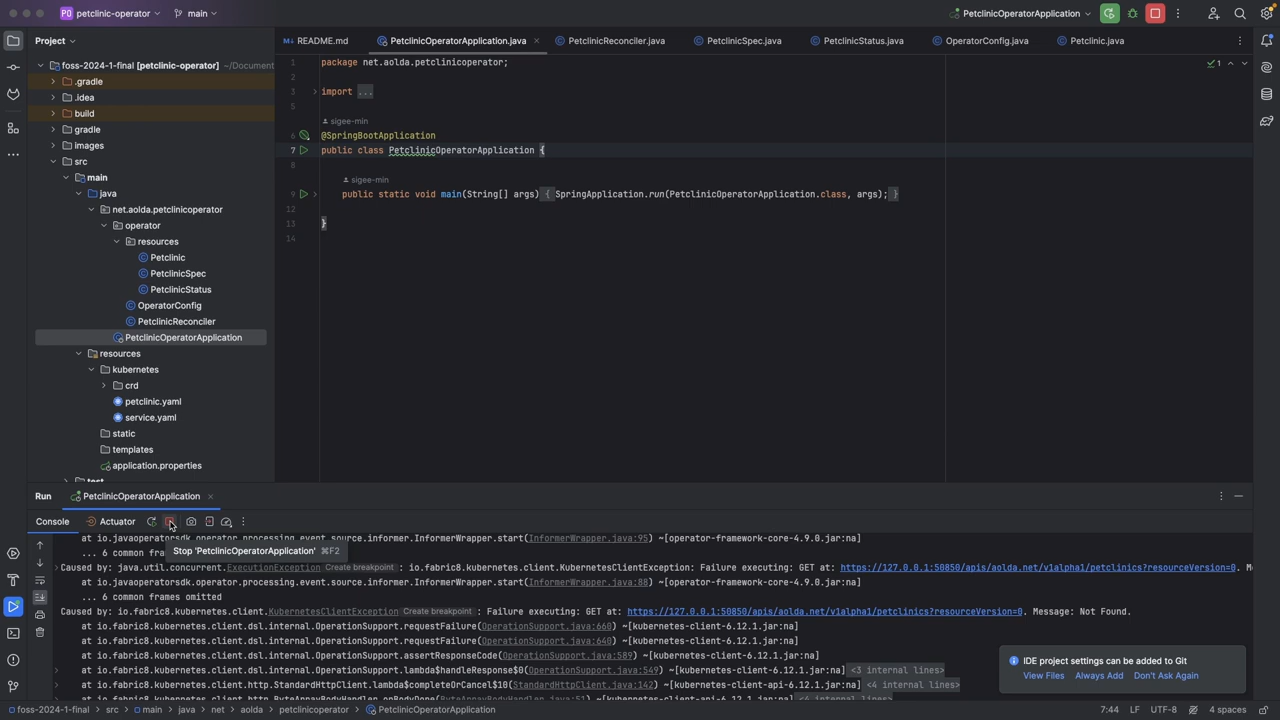 P0 petclinic-operator
main
PetclinicOperatorApplication
Project
README.md
PetclinicOperatorApplication.java
PetclinicReconciler.java
PetclinicSpec.java
PetclinicStatus.java
OperatorConfig.java
Petclinic.java
foss-2024-1-final [petclinic-operator] ~/Document
.gradle
.idea
build
gradle
images
src
main
java
net.aolda.petclinicoperator
operator
resources
Petclinic
PetclinicSpec
PetclinicStatus
OperatorConfig
PetclinicReconciler
PetclinicOperatorApplication
resources
kubernetes
crd
petclinic.yaml
service.yaml
static
templates
application.properties
test
1 package net.aolda.petclinicoperator;
2
3 import ...
5
sigee-min
6 @SpringBootApplication
7 public class PetclinicOperatorApplication {
8
sigee-min
9 public static void main(String[] args) { SpringApplication.run(PetclinicOperatorApplication.class, args); }
12
13 }
14
1
Run PetclinicOperatorApplication
Console Actuator
Stop 'PetclinicOperatorApplication' ⌘F2
at io.javaoperatorsdk.operator.processing.event.source.informer.InformerWrapper.start(InformerWrapper.java:95) ~[operator-framework-core-4.9.0.jar:na]
... 6 common fra
Caused by: java.util.concurrent.ExecutionException Create breakpoint : io.fabric8.kubernetes.client.KubernetesClientException: Failure executing: GET at: https://127.0.0.1:50850/apis/aolda.net/v1alpha1/petclinics?resourceVersion=0. M
at io.javaoperatorsdk.operator.processing.event.source.informer.InformerWrapper.start(InformerWrapper.java:88) ~[operator-framework-core-4.9.0.jar:na]
... 6 common frames omitted
Caused by: io.fabric8.kubernetes.client.KubernetesClientException Create breakpoint : Failure executing: GET at: https://127.0.0.1:50850/apis/aolda.net/v1alpha1/petclinics?resourceVersion=0. Message: Not Found.
at io.fabric8.kubernetes.client.dsl.internal.OperationSupport.requestFailure(OperationSupport.java:660) ~[kubernetes-client-6.12.1.jar:na]
at io.fabric8.kubernetes.client.dsl.internal.OperationSupport.requestFailure(OperationSupport.java:640) ~[kubernetes-client-6.12.1.jar:na]
at io.fabric8.kubernetes.client.dsl.internal.OperationSupport.assertResponseCode(OperationSupport.java:589) ~[kubernetes-client-6.12.1.jar:na]
at io.fabric8.kubernetes.client.dsl.internal.OperationSupport.lambda$handleResponse$0(OperationSupport.java:549) ~[kubernetes-client-6.12.1.jar:na] <3 internal lines>
at io.fabric8.kubernetes.client.http.StandardHttpClient.lambda$completeOrCancel$10(StandardHttpClient.java:142) ~[kubernetes-client-api-6.12.1.jar:na] <4 internal lines>
IDE project settings can be added to Git
View Files Always Add Don't Ask Again
foss-2024-1-final > src > main > java > net > aolda > petclinicoperator > PetclinicOperatorApplication
7:44 LF UTF-8 4 spaces